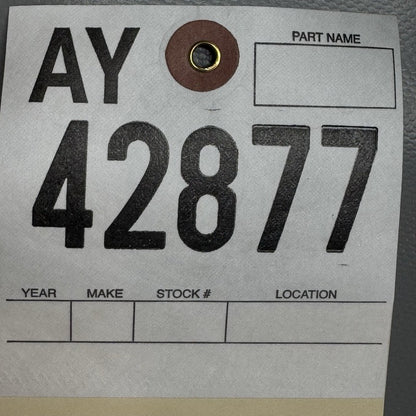 AY
PART NAME
42877
YEAR MAKE STOCK # LOCATION